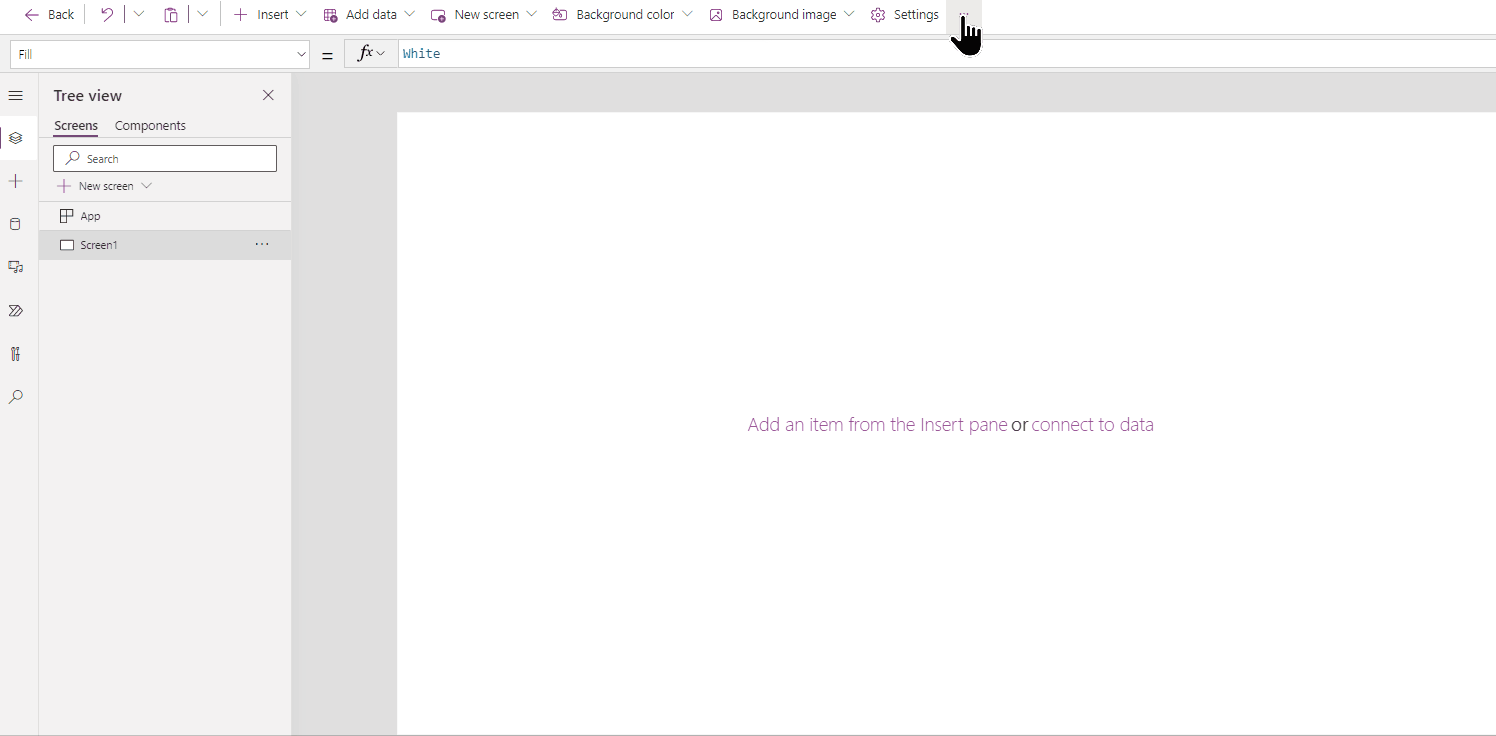 Back Insert Add data New screen Background color Background image Settings ...
Fill = fx White
Tree view
Screens Components
Search
New screen
App
Screen1 ...
Add an item from the Insert pane or connect to data